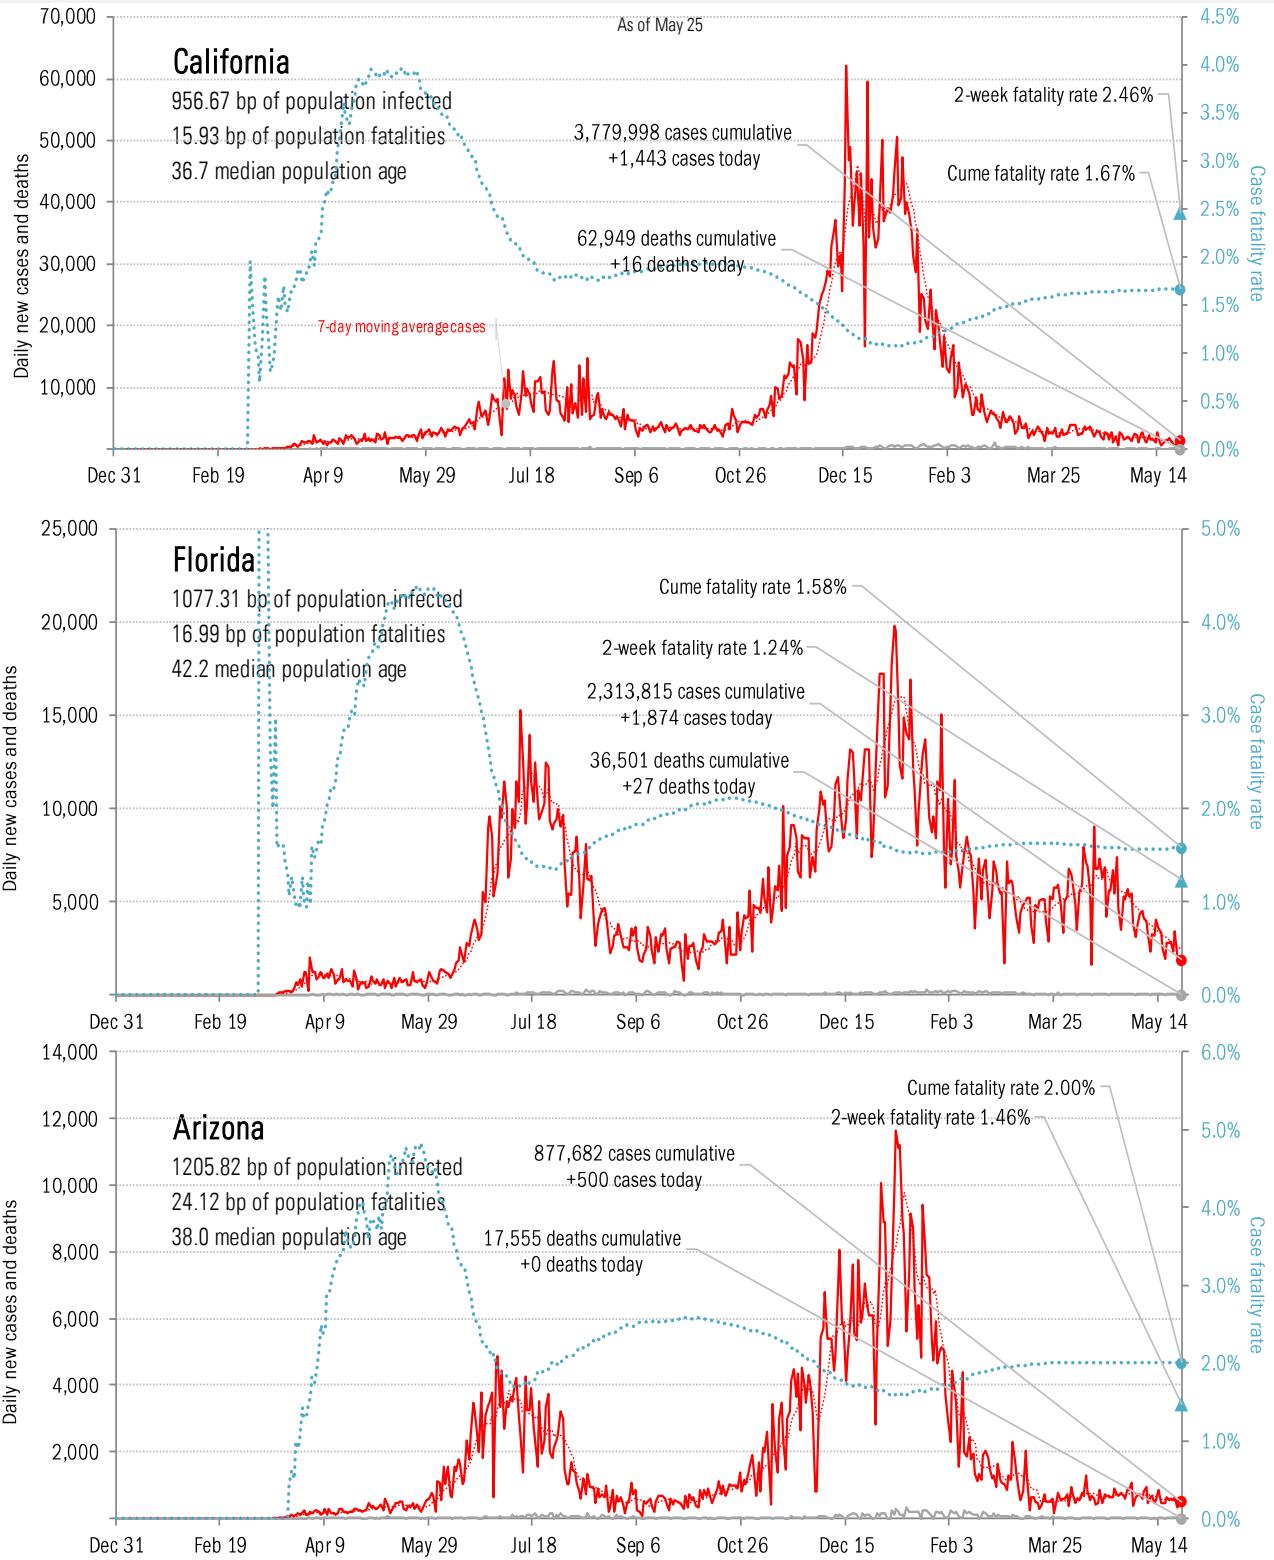 As of May 25
70,000
60,000
50,000
40,000
30,000
20,000
10,000
Daily new cases and deaths
California
956.67 bp of population infected
15.93 bp of population fatalities
36.7 median population age
3,779,998 cases cumulative
+1,443 cases today
62,949 deaths cumulative
+16 deaths today
7-day moving average cases
2-week fatality rate 2.46%
Cume fatality rate 1.67%
4.5%
4.0%
3.5%
3.0%
2.5%
2.0%
1.5%
1.0%
0.5%
0.0%
Case fatality rate
Dec 31 Feb 19 Apr 9 May 29 Jul 18 Sep 6 Oct 26 Dec 15 Feb 3 Mar 25 May 14
25,000
20,000
15,000
10,000
5,000
Daily new cases and deaths
Florida
1077.31 bp of population infected
16.99 bp of population fatalities
42.2 median population age
Cume fatality rate 1.58%
2-week fatality rate 1.24%
2,313,815 cases cumulative
+1,874 cases today
36,501 deaths cumulative
+27 deaths today
5.0%
4.0%
3.0%
2.0%
1.0%
0.0%
Case fatality rate
Dec 31 Feb 19 Apr 9 May 29 Jul 18 Sep 6 Oct 26 Dec 15 Feb 3 Mar 25 May 14
14,000
12,000
10,000
8,000
6,000
4,000
2,000
Daily new cases and deaths
Arizona
1205.82 bp of population infected
24.12 bp of population fatalities
38.0 median population age
Cume fatality rate 2.00%
2-week fatality rate 1.46%
877,682 cases cumulative
+500 cases today
17,555 deaths cumulative
+0 deaths today
6.0%
5.0%
4.0%
3.0%
2.0%
1.0%
0.0%
Case fatality rate
Dec 31 Feb 19 Apr 9 May 29 Jul 18 Sep 6 Oct 26 Dec 15 Feb 3 Mar 25 May 14